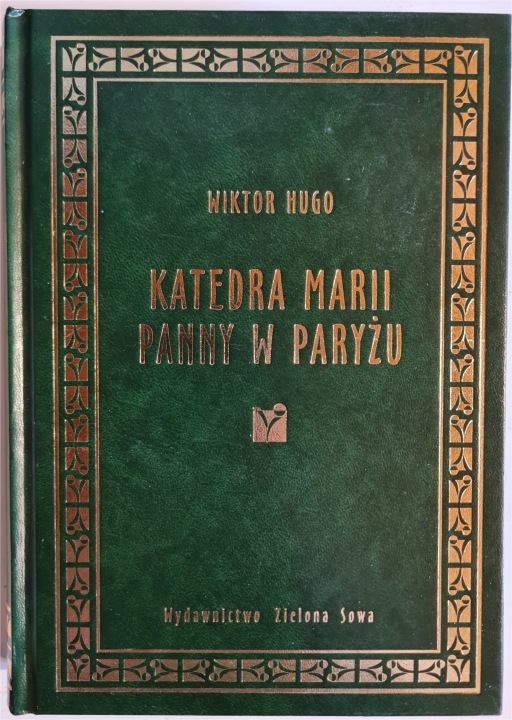 WIKTOR HUGO
KATEDRA MARII
PANNY W PARYŻU
Wydawnictwo Zielona Sowa